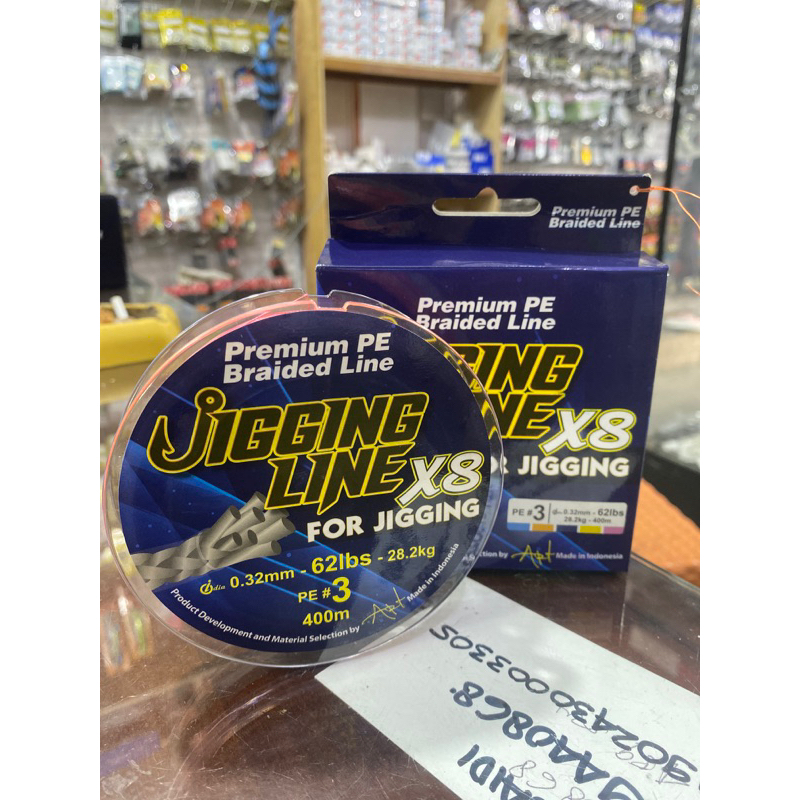 Premium PE
Braided Line
Premium PE
Braided Line
GING
NE X8
R JIGGING
PE #3 dia 0.32mm - 62lbs
28.2kg - 400m
by Made in Indonesia
Premium PE
Braided Line
JIGGING
LINE X8
FOR JIGGING
dia 0.32mm - 62lbs - 28.2kg
PE #3
400m
Product Development and Material Selection by Made in Indonesia